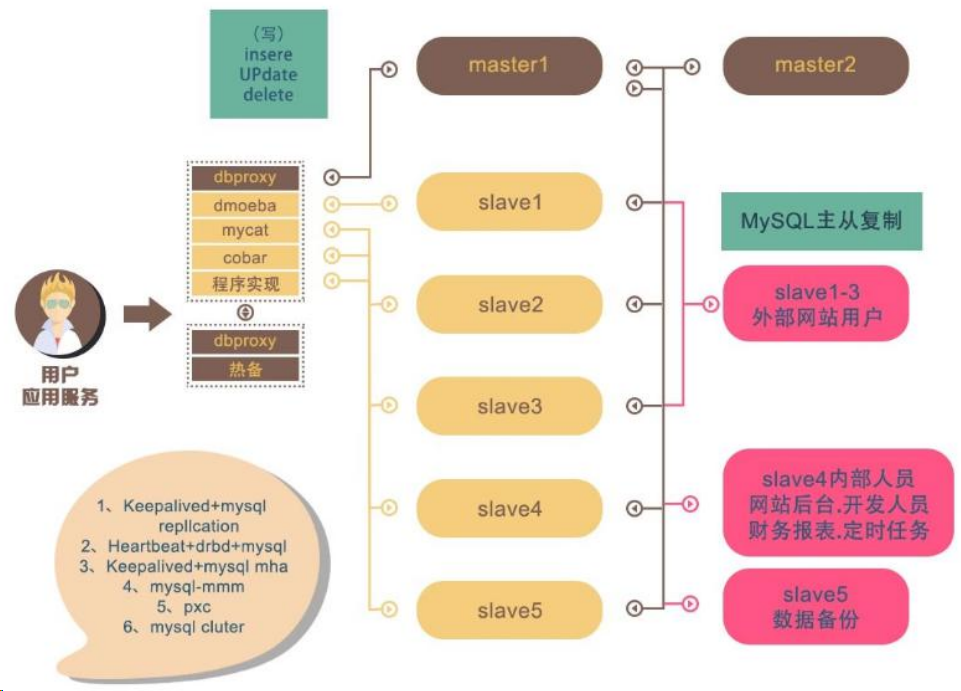 （写）
insere
UPdate
delete
master1
master2
dbproxy
dmoeba
mycat
cobar
程序实现
dbproxy
热备
用户
应用服务
slave1
slave2
slave3
slave4
slave5
MySQL主从复制
slave1-3
外部网站用户
slave4内部人员
网站后台.开发人员
财务报表.定时任务
slave5
数据备份
1、Keepalived+mysql
repllcation
2、Heartbeat+drbd+mysql
3、Keepalived+mysql mha
4、mysql-mmm
5、pxc
6、mysql cluter